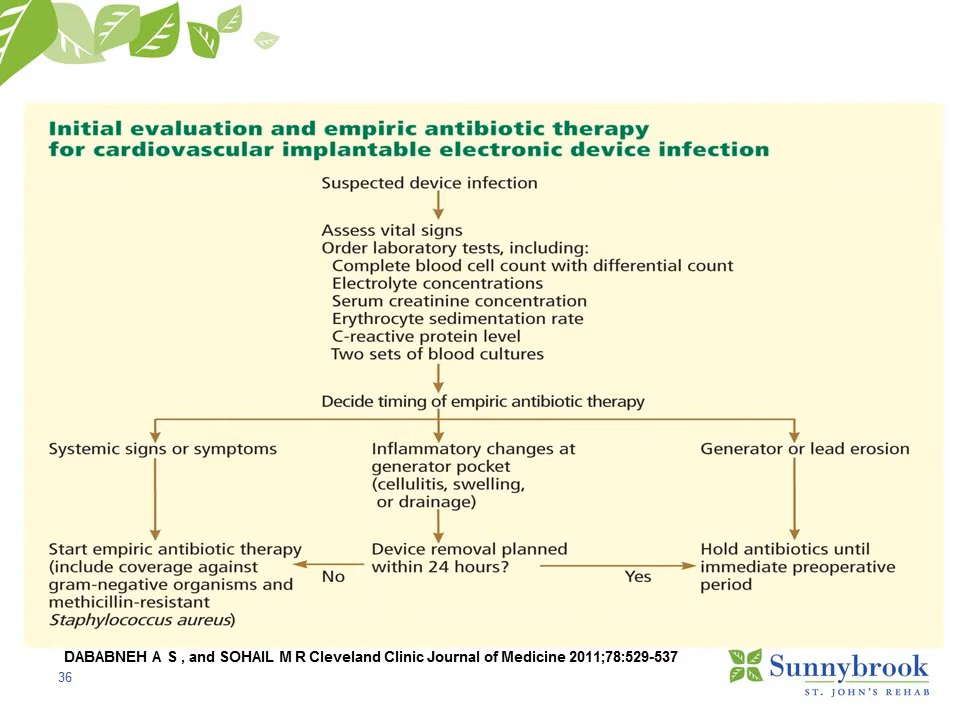 Initial evaluation and empiric antibiotic therapy
for cardiovascular implantable electronic device infection
Suspected device infection
Assess vital signs
Order laboratory tests, including:
Complete blood cell count with differential count
Electrolyte concentrations
Serum creatinine concentration
Erythrocyte sedimentation rate
C-reactive protein level
Two sets of blood cultures
Decide timing of empiric antibiotic therapy
Systemic signs or symptoms
Inflammatory changes at
generator pocket
(cellulitis, swelling,
or drainage)
Generator or lead erosion
Start empiric antibiotic therapy
(include coverage against
gram-negative organisms and
methicillin-resistant
Staphylococcus aureus)
No
Device removal planned
within 24 hours?
Yes
Hold antibiotics until
immediate preoperative
period
DABABNEH A S , and SOHAIL M R Cleveland Clinic Journal of Medicine 2011;78:529-537
36
Sunnybrook
ST. JOHN'S REHAB